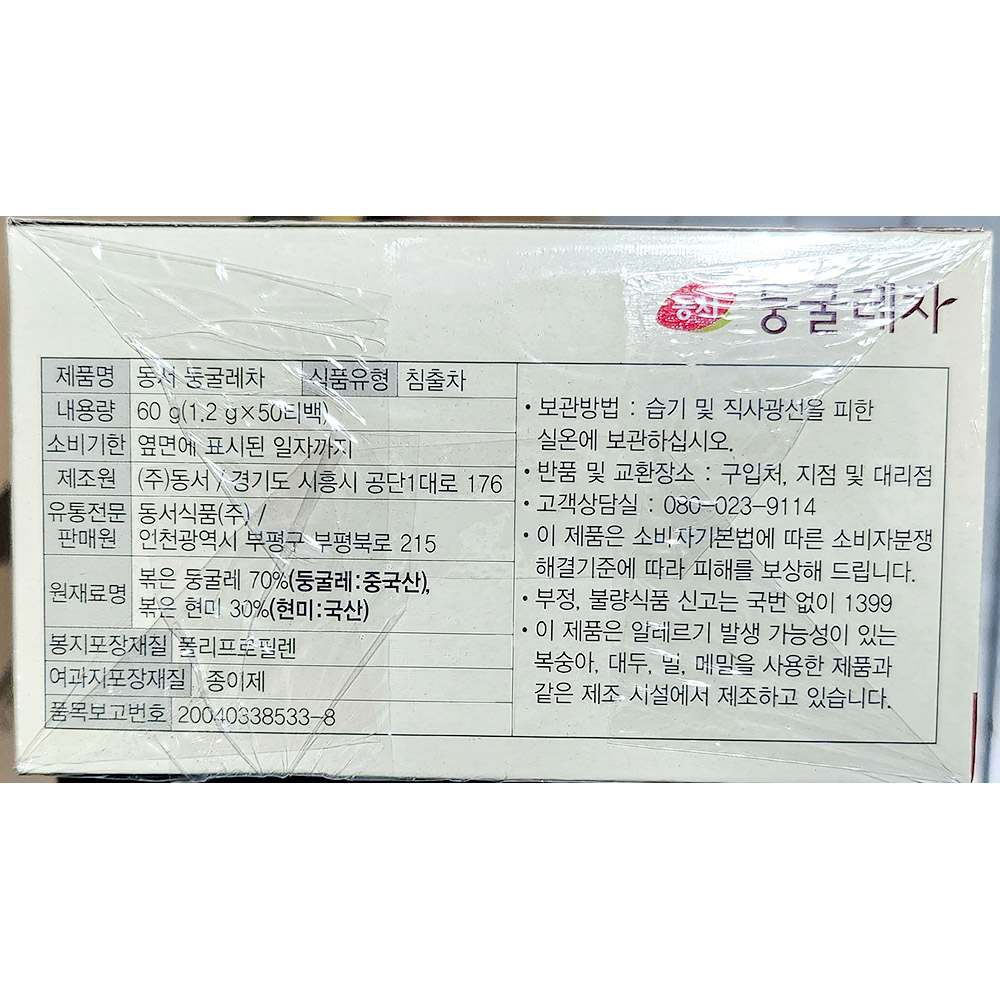 동서 둥굴레차
제품명 동서 둥굴레차 식품유형 침출차
내용량 60 g(1.2 g×50티백)
소비기한 옆면에 표시된 일자까지
제조원 (주)동서 / 경기도 시흥시 공단1대로 176
유통전문 동서식품(주) /
판매원 인천광역시 부평구 부평북로 215
원재료명 볶은 둥굴레 70%(둥굴레:중국산),
볶은 현미 30%(현미:국산)
봉지포장재질 폴리프로필렌
여과지포장재질 종이제
품목보고번호 20040338533-8
• 보관방법 : 습기 및 직사광선을 피한
실온에 보관하십시오.
• 반품 및 교환장소 : 구입처, 지점 및 대리점
• 고객상담실 : 080-023-9114
• 이 제품은 소비자기본법에 따른 소비자분쟁
해결기준에 따라 피해를 보상해 드립니다.
• 부정, 불량식품 신고는 국번 없이 1399
• 이 제품은 알레르기 발생 가능성이 있는
복숭아, 대두, 밀, 메밀을 사용한 제품과
같은 제조 시설에서 제조하고 있습니다.